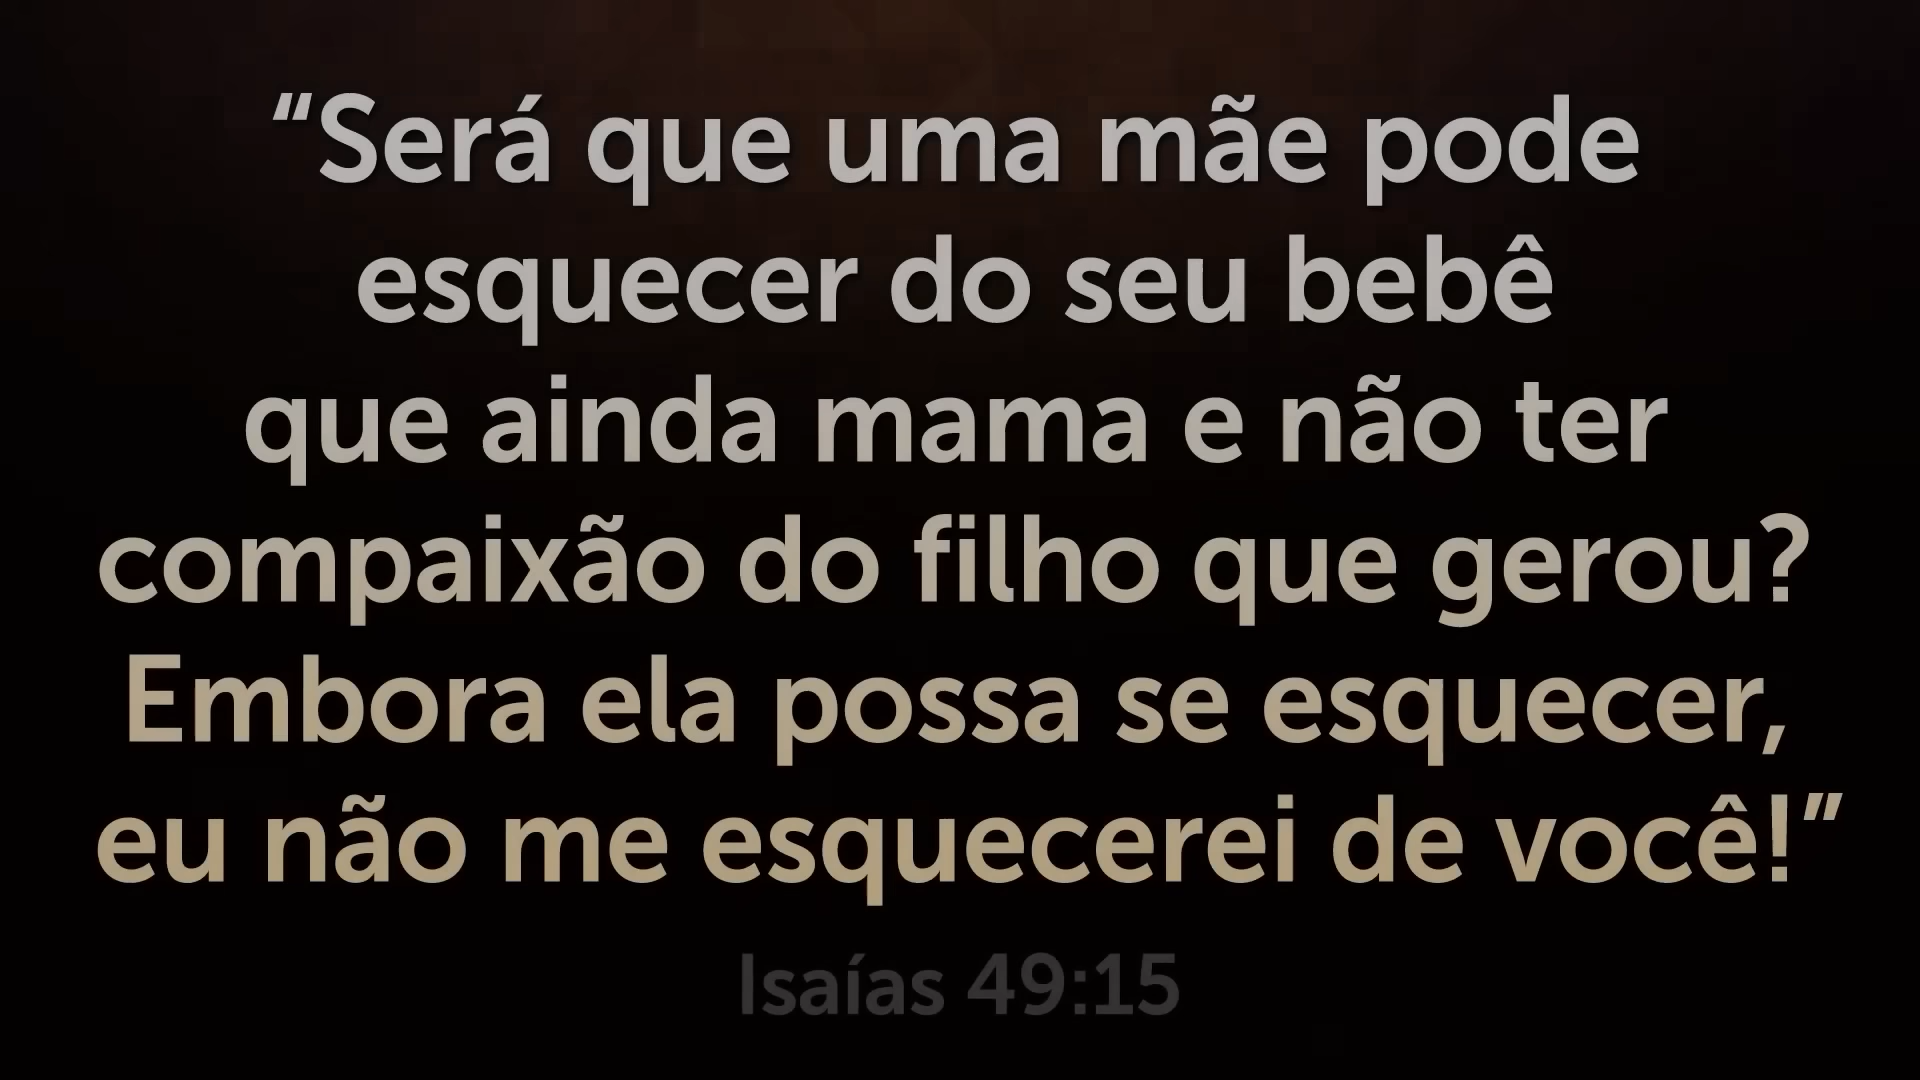 “Será que uma mãe pode
esquecer do seu bebê
que ainda mama e não ter
compaixão do filho que gerou?
Embora ela possa se esquecer,
eu não me esquecerei de você!”
Isaías 49:15